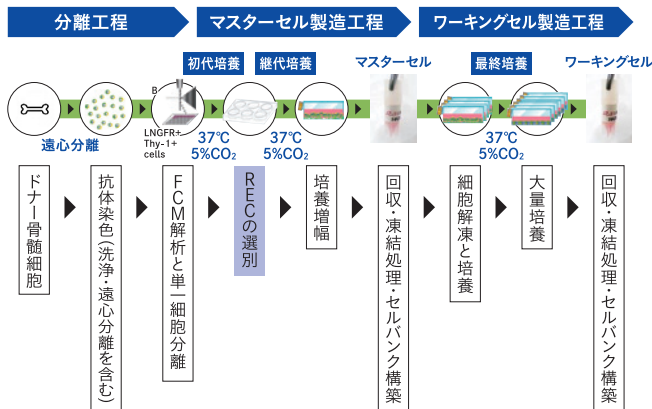 分離工程
マスターセル製造工程
ワーキングセル製造工程
初代培養
継代培養
マスターセル
最終培養
ワーキングセル
B
遠心分離
LNGFR+
Thy-1+
cells
37℃
5%CO₂
37℃
5%CO₂
37℃
5%CO₂
ドナー骨髄細胞
抗体染色(洗浄・遠心分離を含む)
FCM解析と単一細胞分離
RECの選別
培養増幅
回収・凍結処理・セルバンク構築
細胞解凍と培養
大量培養
回収・凍結処理・セルバンク構築